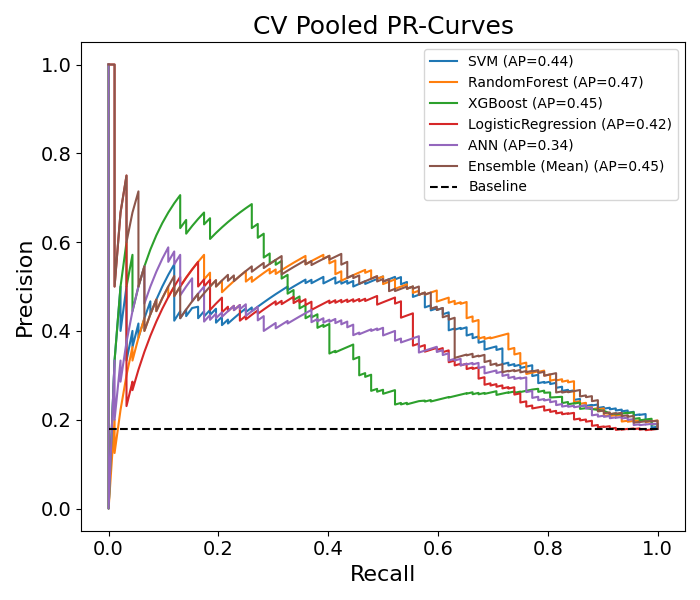 CV Pooled PR-Curves
SVM (AP=0.44)
RandomForest (AP=0.47)
XGBoost (AP=0.45)
LogisticRegression (AP=0.42)
ANN (AP=0.34)
Ensemble (Mean) (AP=0.45)
Baseline
Precision
1.0
0.8
0.6
0.4
0.2
0.0
0.0 0.2 0.4 0.6 0.8 1.0
Recall